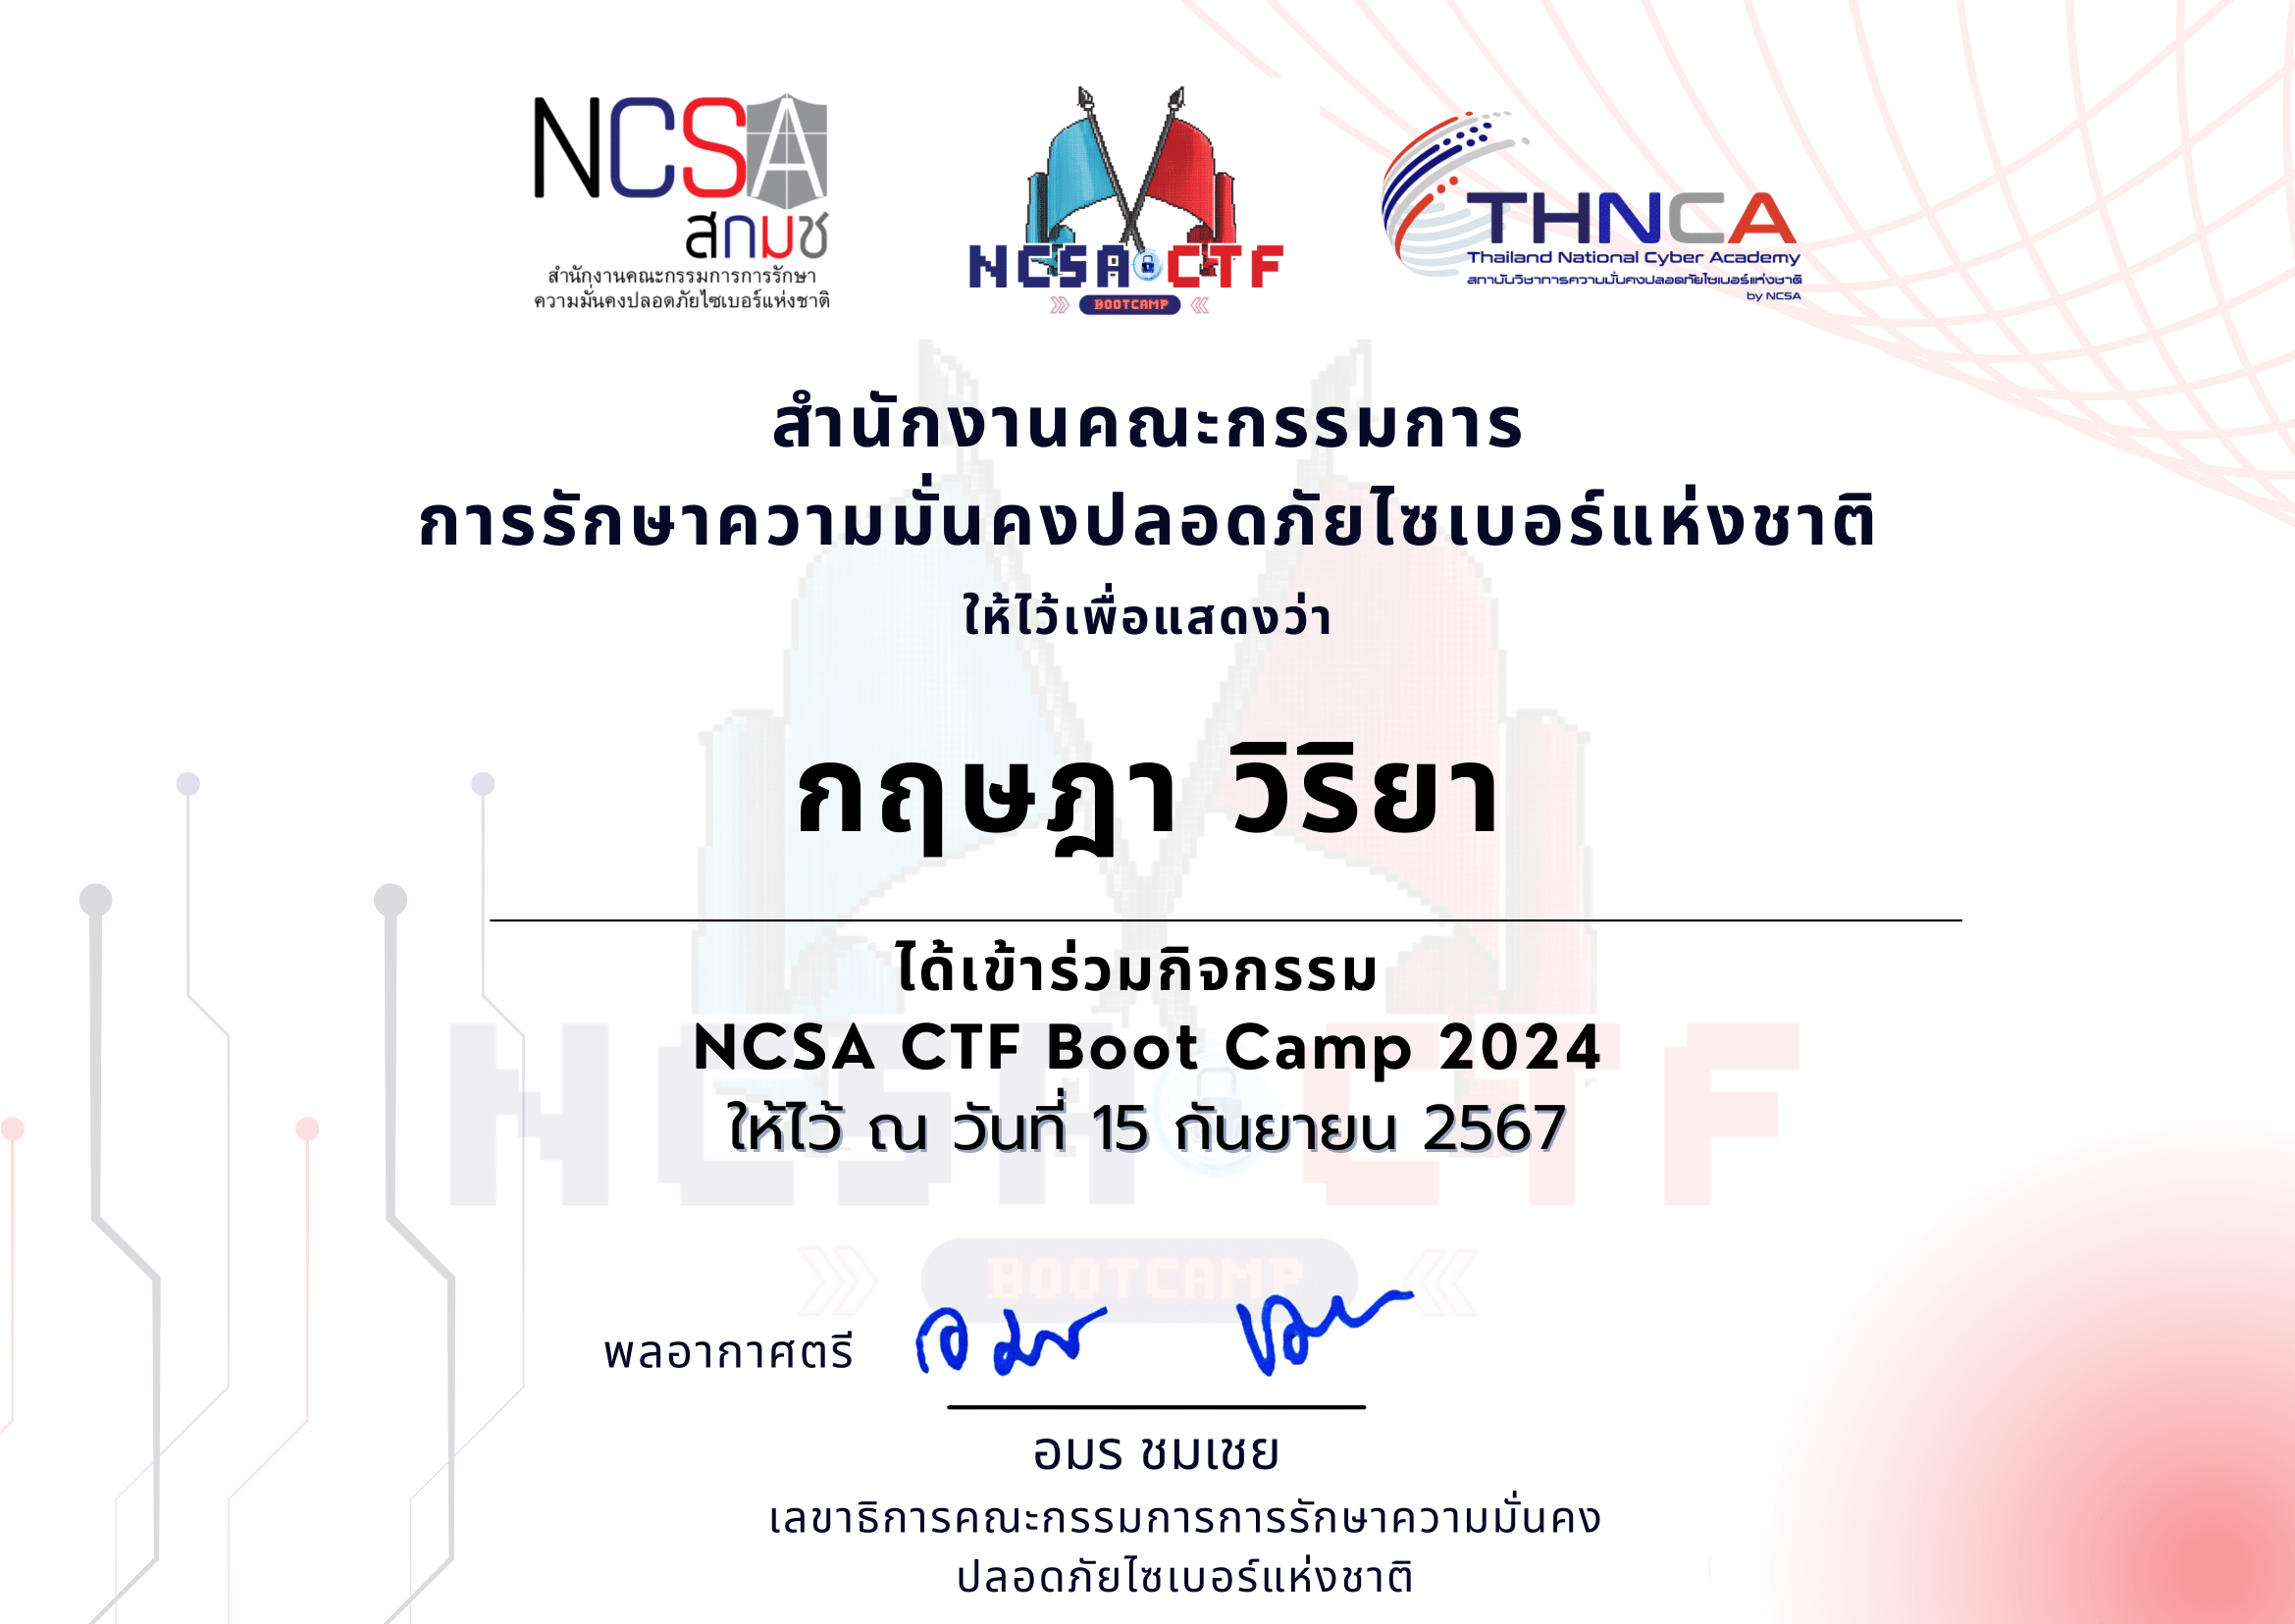 NCSA
สกมช
สำนักงานคณะกรรมการการรักษา
ความมั่นคงปลอดภัยไซเบอร์แห่งชาติ
NCSA CTF
BOOTCAMP
THNCA
Thailand National Cyber Academy
สถาบันวิชาการความมั่นคงปลอดภัยไซเบอร์แห่งชาติ
by NCSA
สำนักงานคณะกรรมการ
การรักษาความมั่นคงปลอดภัยไซเบอร์แห่งชาติ
ให้ไว้เพื่อแสดงว่า
กฤษฎา วิริยา
ได้เข้าร่วมกิจกรรม
NCSA CTF Boot Camp 2024
ให้ไว้ ณ วันที่ 15 กันยายน 2567
NCSA CTF
BOOTCAMP
พลอากาศตรี
อมร ชมเชย
เลขาธิการคณะกรรมการการรักษาความมั่นคง
ปลอดภัยไซเบอร์แห่งชาติ